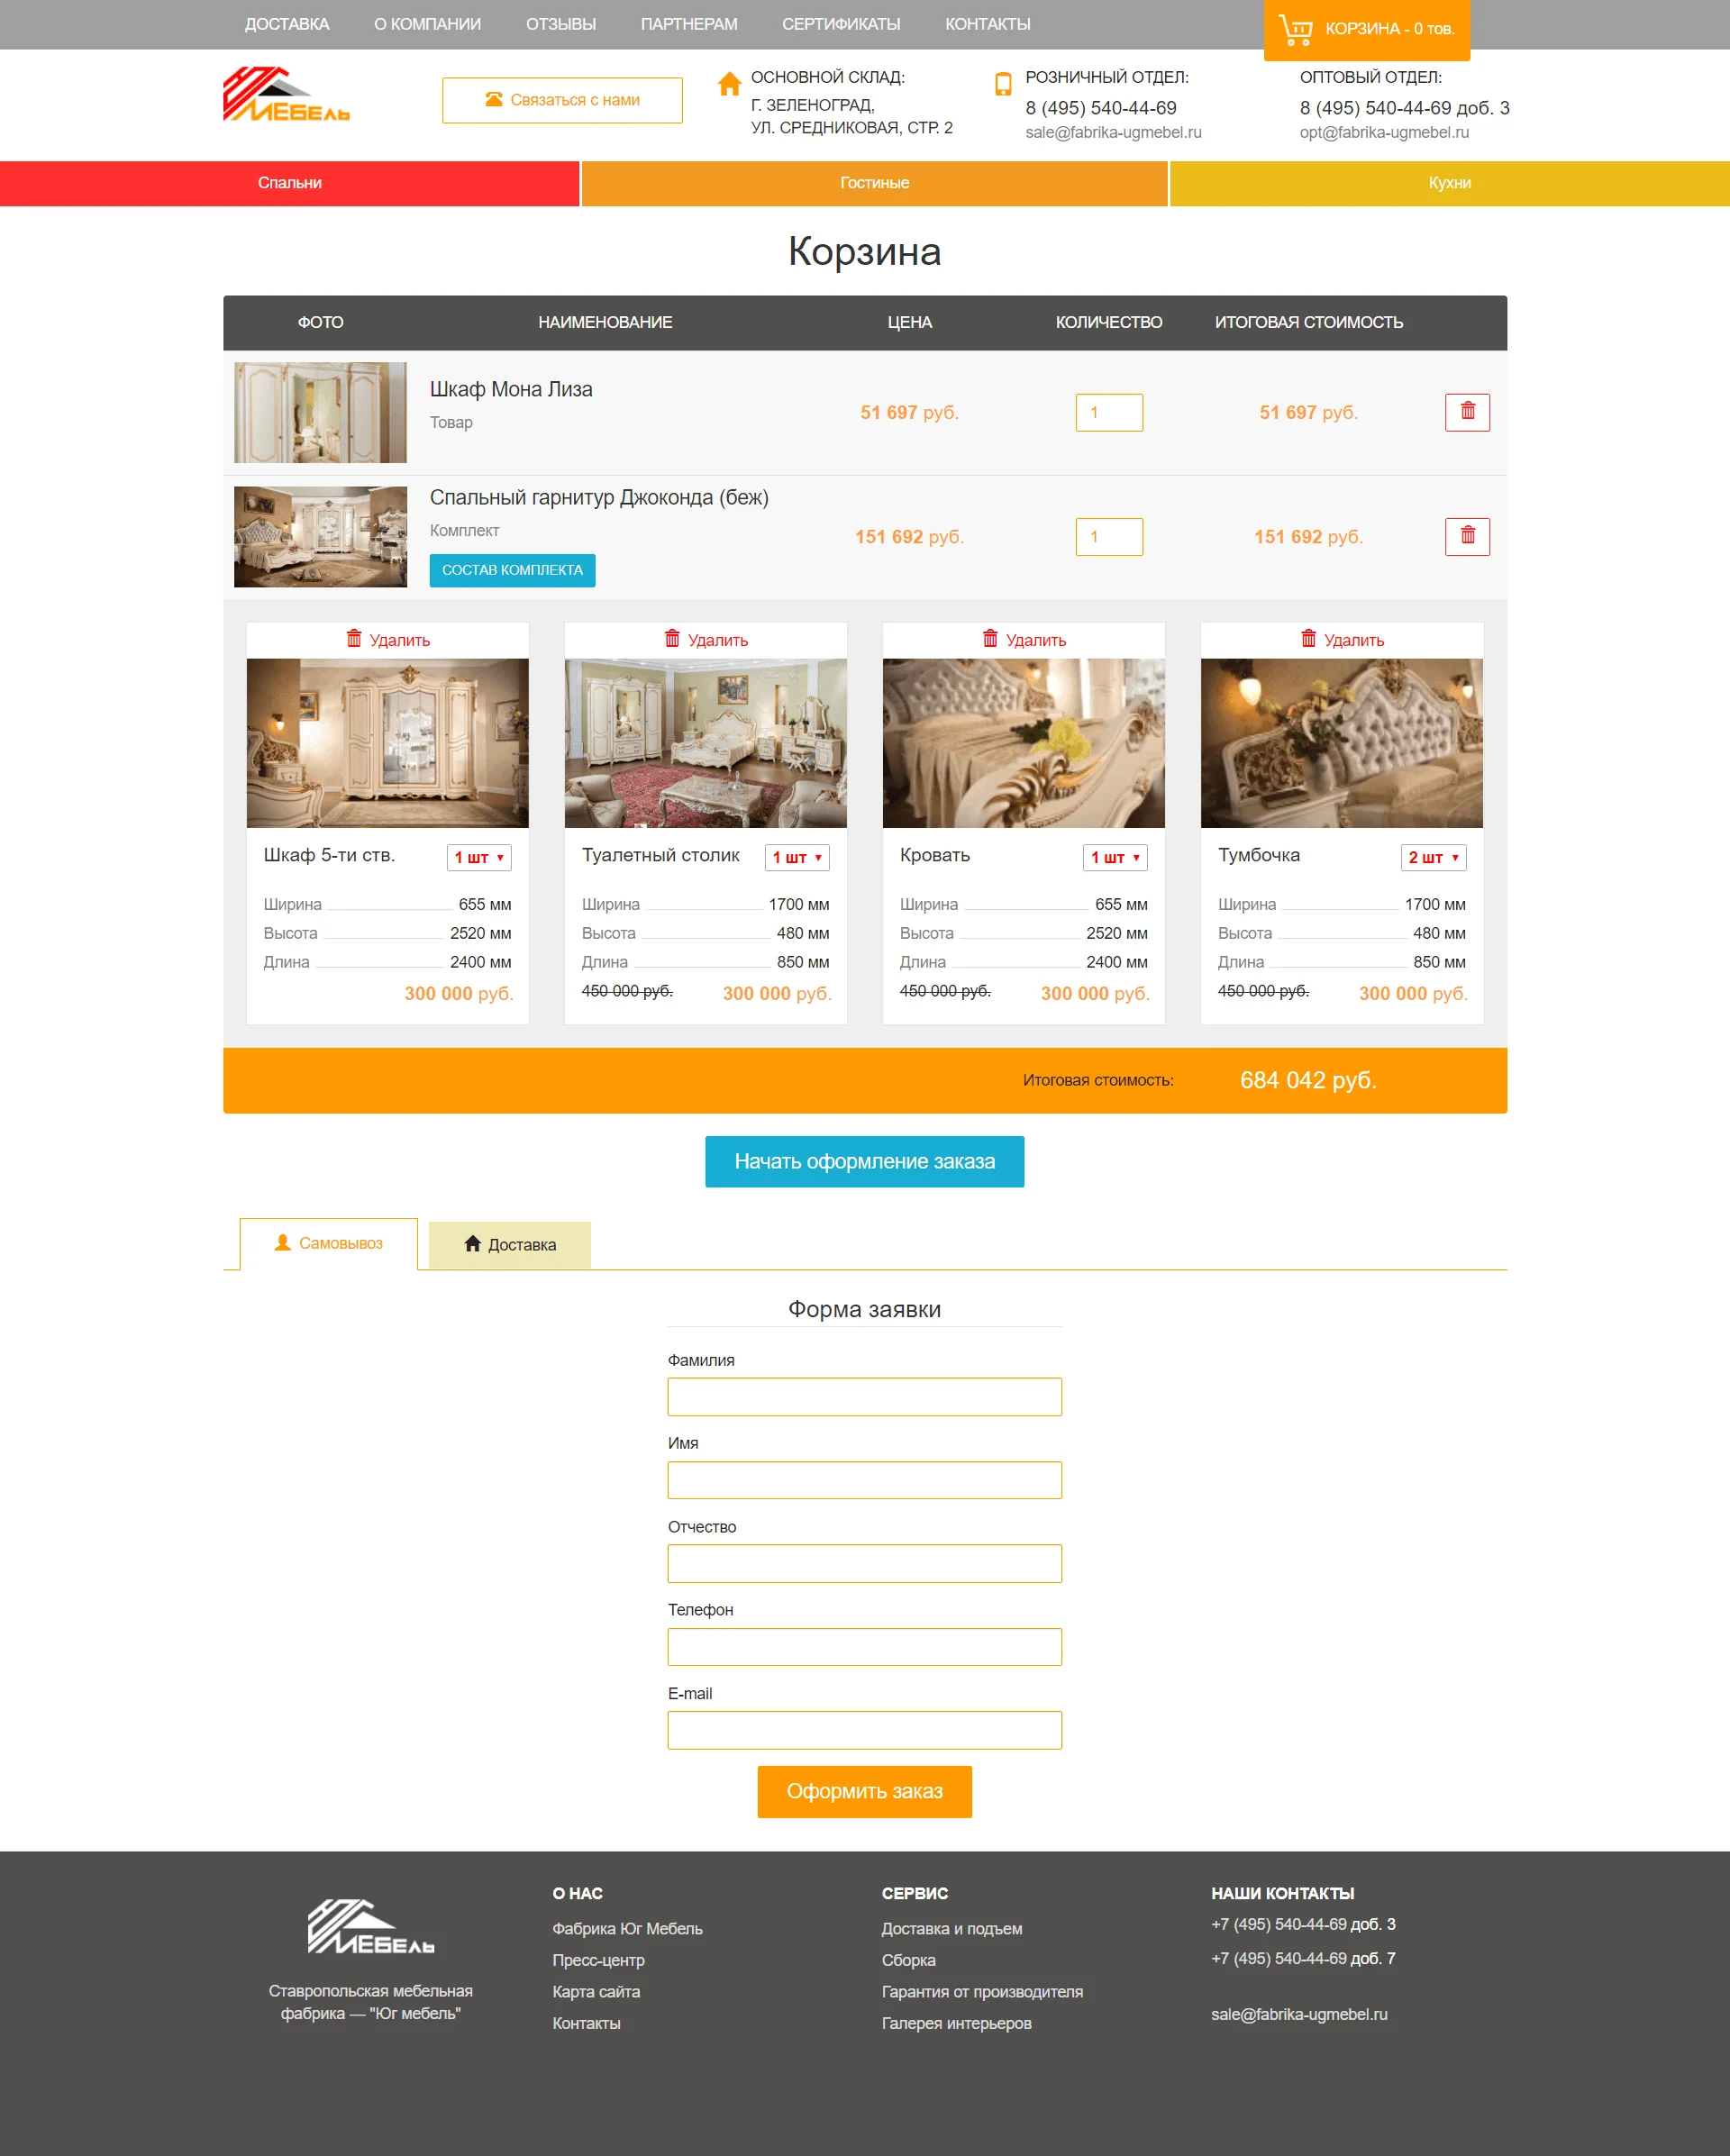 ДОСТАВКА О КОМПАНИИ ОТЗЫВЫ ПАРТНЕРАМ СЕРТИФИКАТЫ КОНТАКТЫ КОРЗИНА - 0 тов.
ЮГ МЕБЕЛЬ
Связаться с нами
ОСНОВНОЙ СКЛАД:
Г. ЗЕЛЕНОГРАД,
УЛ. СРЕДНИКОВАЯ, СТР. 2
РОЗНИЧНЫЙ ОТДЕЛ:
8 (495) 540-44-69
sale@fabrika-ugmebel.ru
ОПТОВЫЙ ОТДЕЛ:
8 (495) 540-44-69 доб. 3
opt@fabrika-ugmebel.ru
Спальни Гостиные Кухни
Корзина
ФОТО НАИМЕНОВАНИЕ ЦЕНА КОЛИЧЕСТВО ИТОГОВАЯ СТОИМОСТЬ
Шкаф Мона Лиза
Товар
51 697 руб. 1 51 697 руб.
Спальный гарнитур Джоконда (беж)
Комплект
СОСТАВ КОМПЛЕКТА
151 692 руб. 1 151 692 руб.
Удалить
Шкаф 5-ти ств. 1 шт
Ширина 655 мм
Высота 2520 мм
Длина 2400 мм
300 000 руб.
Удалить
Туалетный столик 1 шт
Ширина 1700 мм
Высота 480 мм
Длина 850 мм
450 000 руб. 300 000 руб.
Удалить
Кровать 1 шт
Ширина 655 мм
Высота 2520 мм
Длина 2400 мм
450 000 руб. 300 000 руб.
Удалить
Тумбочка 2 шт
Ширина 1700 мм
Высота 480 мм
Длина 850 мм
450 000 руб. 300 000 руб.
Итоговая стоимость: 684 042 руб.
Начать оформление заказа
Самовывоз Доставка
Форма заявки
Фамилия
Имя
Отчество
Телефон
E-mail
Оформить заказ
ЮГ МЕБЕЛЬ
Ставропольская мебельная
фабрика — "Юг мебель"
О НАС
Фабрика Юг Мебель
Пресс-центр
Карта сайта
Контакты
СЕРВИС
Доставка и подъем
Сборка
Гарантия от производителя
Галерея интерьеров
НАШИ КОНТАКТЫ
+7 (495) 540-44-69 доб. 3
+7 (495) 540-44-69 доб. 7
sale@fabrika-ugmebel.ru